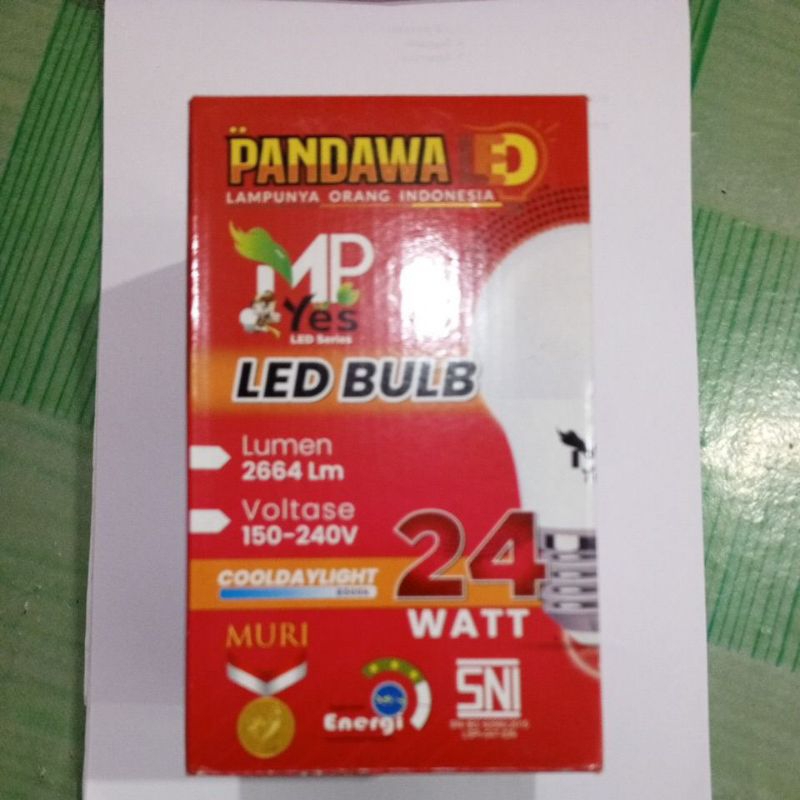 PANDAWA LED
LAMPUNYA ORANG INDONESIA
MP
Yes
LED Series
LED BULB
Lumen
2664 Lm
Voltase
150-240V
COOLDAYLIGHT
24
WATT
MURI
Energi
SNI